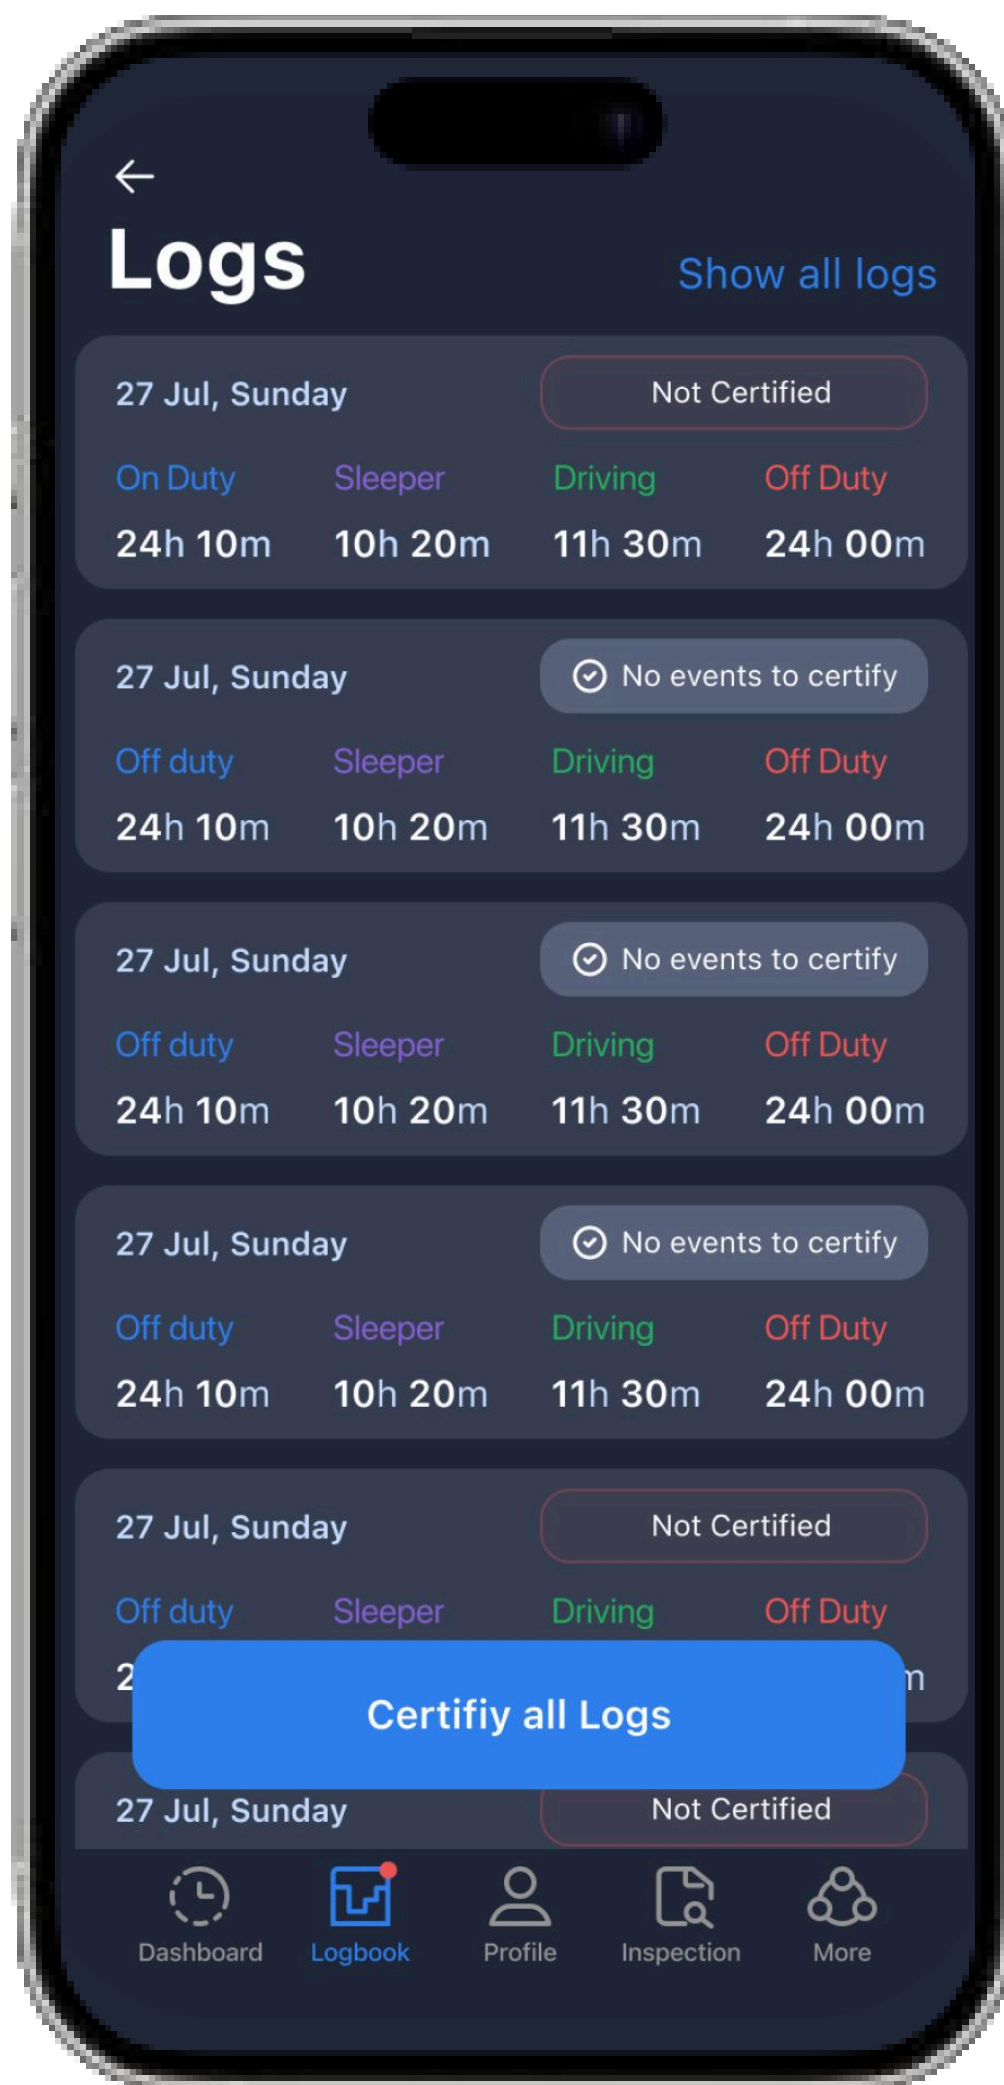 Logs
Show all logs
27 Jul, Sunday
Not Certified
On Duty Sleeper Driving Off Duty
24h 10m 10h 20m 11h 30m 24h 00m
27 Jul, Sunday
No events to certify
Off duty Sleeper Driving Off Duty
24h 10m 10h 20m 11h 30m 24h 00m
27 Jul, Sunday
No events to certify
Off duty Sleeper Driving Off Duty
24h 10m 10h 20m 11h 30m 24h 00m
27 Jul, Sunday
No events to certify
Off duty Sleeper Driving Off Duty
24h 10m 10h 20m 11h 30m 24h 00m
27 Jul, Sunday
Not Certified
Off duty Sleeper Driving Off Duty
Certifiy all Logs
27 Jul, Sunday
Not Certified
Dashboard Logbook Profile Inspection More